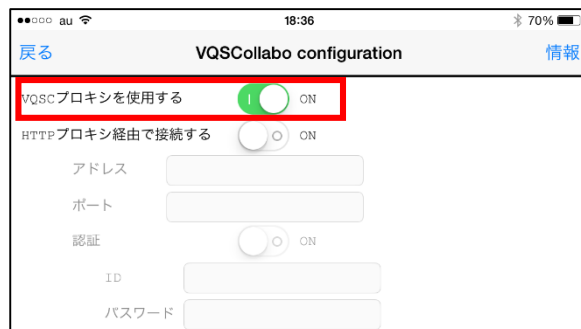 au 18:36 70%
戻る VQSCollabo configuration 情報
VQSCプロキシを使用する ON
HTTPプロキシ経由で接続する ON
アドレス
ポート
認証 ON
ID
パスワード